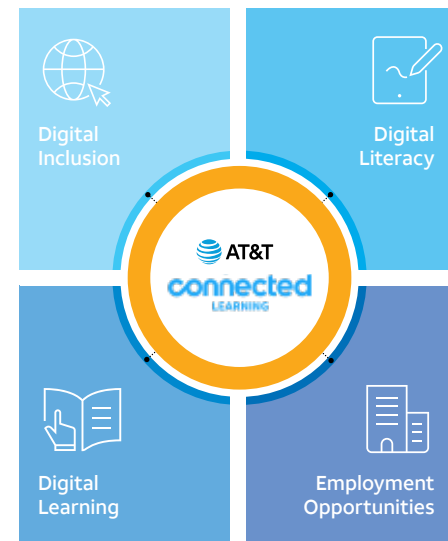 Digital
Inclusion
Digital
Literacy
AT&T
connected
LEARNING
Digital
Learning
Employment
Opportunities